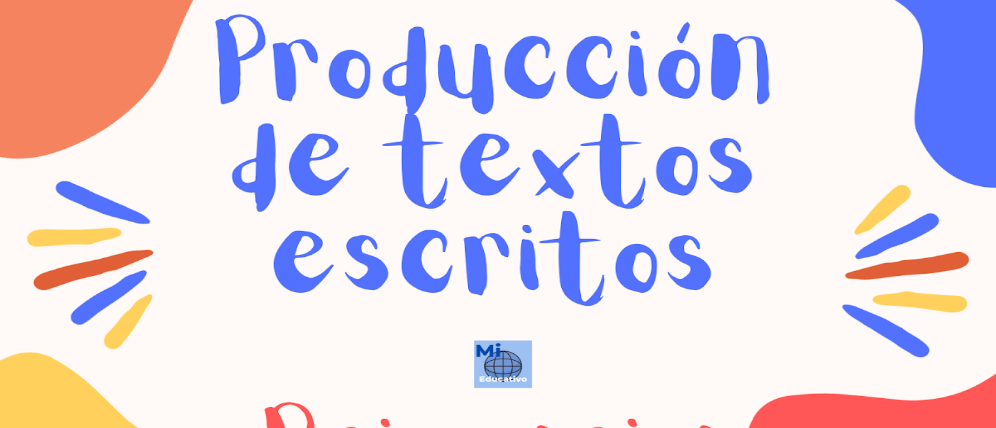 Producción
de textos
escritos
Mi
Educativo